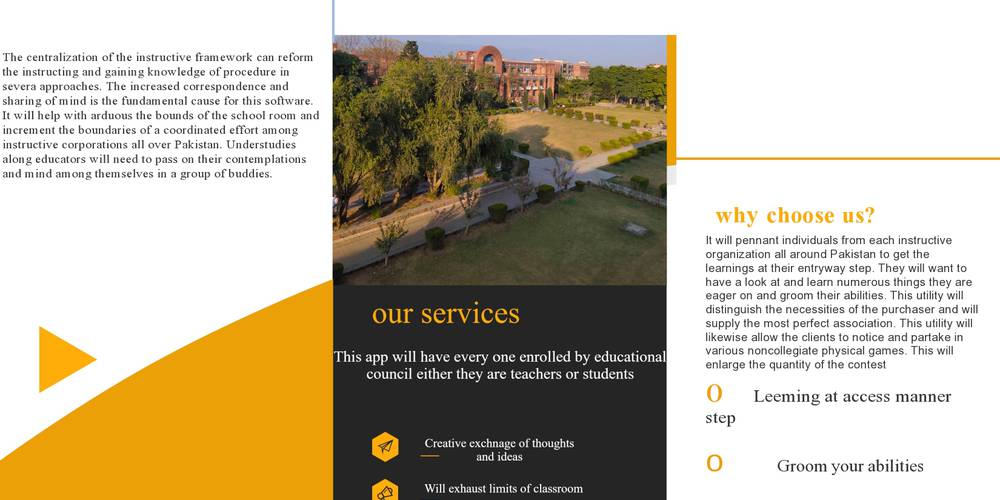 The centralization of the instructive framework can reform
the instructing and gaining knowledge of procedure in
severa approaches. The increased correspondence and
sharing of mind is the fundamental cause for this software.
It will help with arduous the bounds of the school room and
increment the boundaries of a coordinated effort among
instructive corporations all over Pakistan. Understudies
along educators will need to pass on their contemplations
and mind among themselves in a group of buddies.
our services
This app will have every one enrolled by educational
council either they are teachers or students
Creative exchnage of thoughts
and ideas
Will exhaust limits of classroom
why choose us?
It will pennant individuals from each instructive
organization all around Pakistan to get the
learnings at their entryway step. They will want to
have a look at and learn numerous things they are
eager on and groom their abilities. This utility will
distinguish the necessities of the purchaser and will
supply the most perfect association. This utility will
likewise allow the clients to notice and partake in
various noncollegiate physical games. This will
enlarge the quantity of the contest
O Leeming at access manner
step
O Groom your abilities